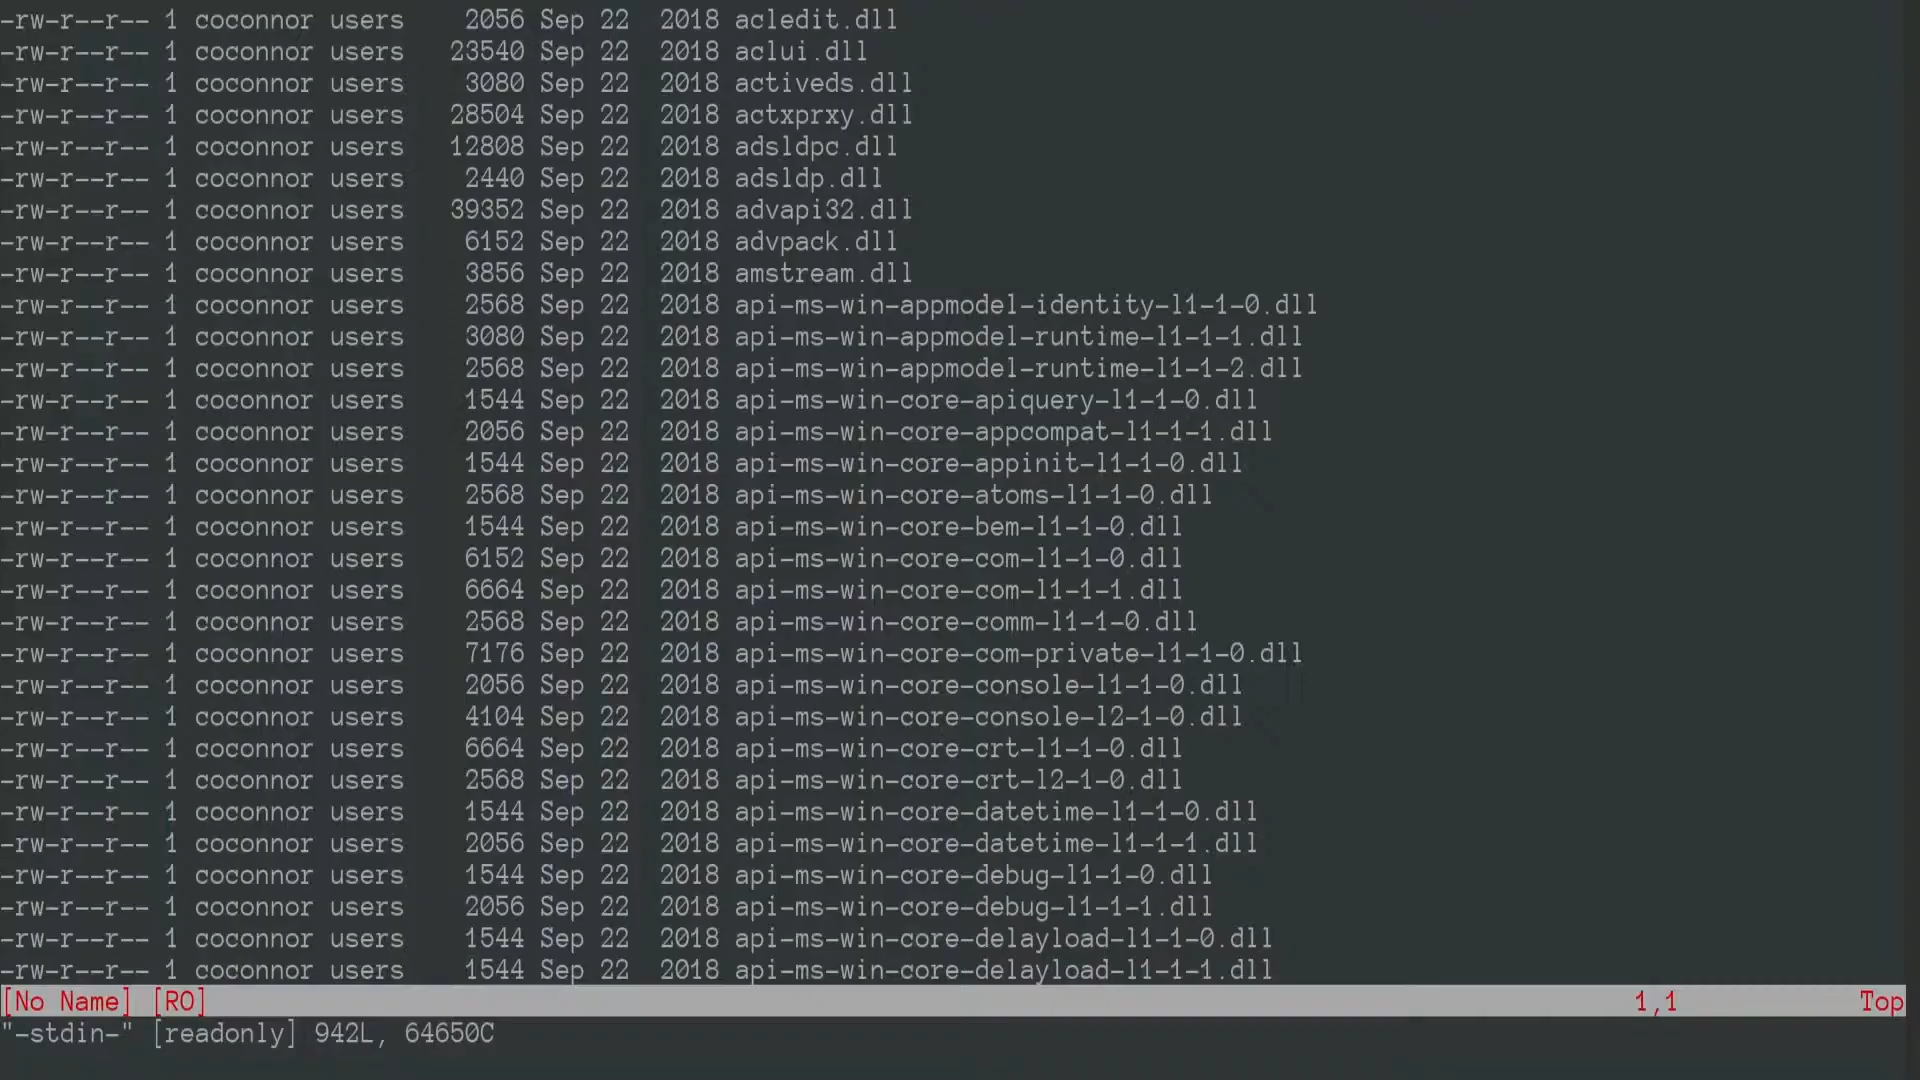 -rw-r--r-- 1 coconnor users    2056 Sep 22  2018 acledit.dll
-rw-r--r-- 1 coconnor users   23540 Sep 22  2018 aclui.dll
-rw-r--r-- 1 coconnor users    3080 Sep 22  2018 activeds.dll
-rw-r--r-- 1 coconnor users   28504 Sep 22  2018 actxprxy.dll
-rw-r--r-- 1 coconnor users   12808 Sep 22  2018 adsldpc.dll
-rw-r--r-- 1 coconnor users    2440 Sep 22  2018 adsldp.dll
-rw-r--r-- 1 coconnor users   39352 Sep 22  2018 advapi32.dll
-rw-r--r-- 1 coconnor users    6152 Sep 22  2018 advpack.dll
-rw-r--r-- 1 coconnor users    3856 Sep 22  2018 amstream.dll
-rw-r--r-- 1 coconnor users    2568 Sep 22  2018 api-ms-win-appmodel-identity-l1-1-0.dll
-rw-r--r-- 1 coconnor users    3080 Sep 22  2018 api-ms-win-appmodel-runtime-l1-1-1.dll
-rw-r--r-- 1 coconnor users    2568 Sep 22  2018 api-ms-win-appmodel-runtime-l1-1-2.dll
-rw-r--r-- 1 coconnor users    1544 Sep 22  2018 api-ms-win-core-apiquery-l1-1-0.dll
-rw-r--r-- 1 coconnor users    2056 Sep 22  2018 api-ms-win-core-appcompat-l1-1-1.dll
-rw-r--r-- 1 coconnor users    1544 Sep 22  2018 api-ms-win-core-appinit-l1-1-0.dll
-rw-r--r-- 1 coconnor users    2568 Sep 22  2018 api-ms-win-core-atoms-l1-1-0.dll
-rw-r--r-- 1 coconnor users    1544 Sep 22  2018 api-ms-win-core-bem-l1-1-0.dll
-rw-r--r-- 1 coconnor users    6152 Sep 22  2018 api-ms-win-core-com-l1-1-0.dll
-rw-r--r-- 1 coconnor users    6664 Sep 22  2018 api-ms-win-core-com-l1-1-1.dll
-rw-r--r-- 1 coconnor users    2568 Sep 22  2018 api-ms-win-core-comm-l1-1-0.dll
-rw-r--r-- 1 coconnor users    7176 Sep 22  2018 api-ms-win-core-com-private-l1-1-0.dll
-rw-r--r-- 1 coconnor users    2056 Sep 22  2018 api-ms-win-core-console-l1-1-0.dll
-rw-r--r-- 1 coconnor users    4104 Sep 22  2018 api-ms-win-core-console-l2-1-0.dll
-rw-r--r-- 1 coconnor users    6664 Sep 22  2018 api-ms-win-core-crt-l1-1-0.dll
-rw-r--r-- 1 coconnor users    2568 Sep 22  2018 api-ms-win-core-crt-l2-1-0.dll
-rw-r--r-- 1 coconnor users    1544 Sep 22  2018 api-ms-win-core-datetime-l1-1-0.dll
-rw-r--r-- 1 coconnor users    2056 Sep 22  2018 api-ms-win-core-datetime-l1-1-1.dll
-rw-r--r-- 1 coconnor users    1544 Sep 22  2018 api-ms-win-core-debug-l1-1-0.dll
-rw-r--r-- 1 coconnor users    2056 Sep 22  2018 api-ms-win-core-debug-l1-1-1.dll
-rw-r--r-- 1 coconnor users    1544 Sep 22  2018 api-ms-win-core-delayload-l1-1-0.dll
-rw-r--r-- 1 coconnor users    1544 Sep 22  2018 api-ms-win-core-delayload-l1-1-1.dll
[No Name] [RO] 1,1 Top
"-stdin-" [readonly] 942L, 64650C